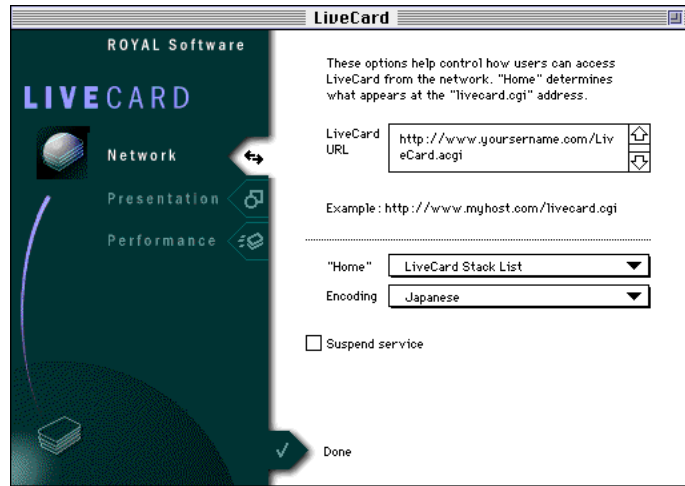 LiveCard
ROYAL Software
LIVECARD
Network
Presentation
Performance
These options help control how users can access
LiveCard from the network. "Home" determines
what appears at the "livecard.cgi" address.
LiveCard
URL
http://www.yoursername.com/Liv
eCard.acgi
Example: http://www.myhost.com/livecard.cgi
"Home"
LiveCard Stack List
Encoding
Japanese
Suspend service
Done